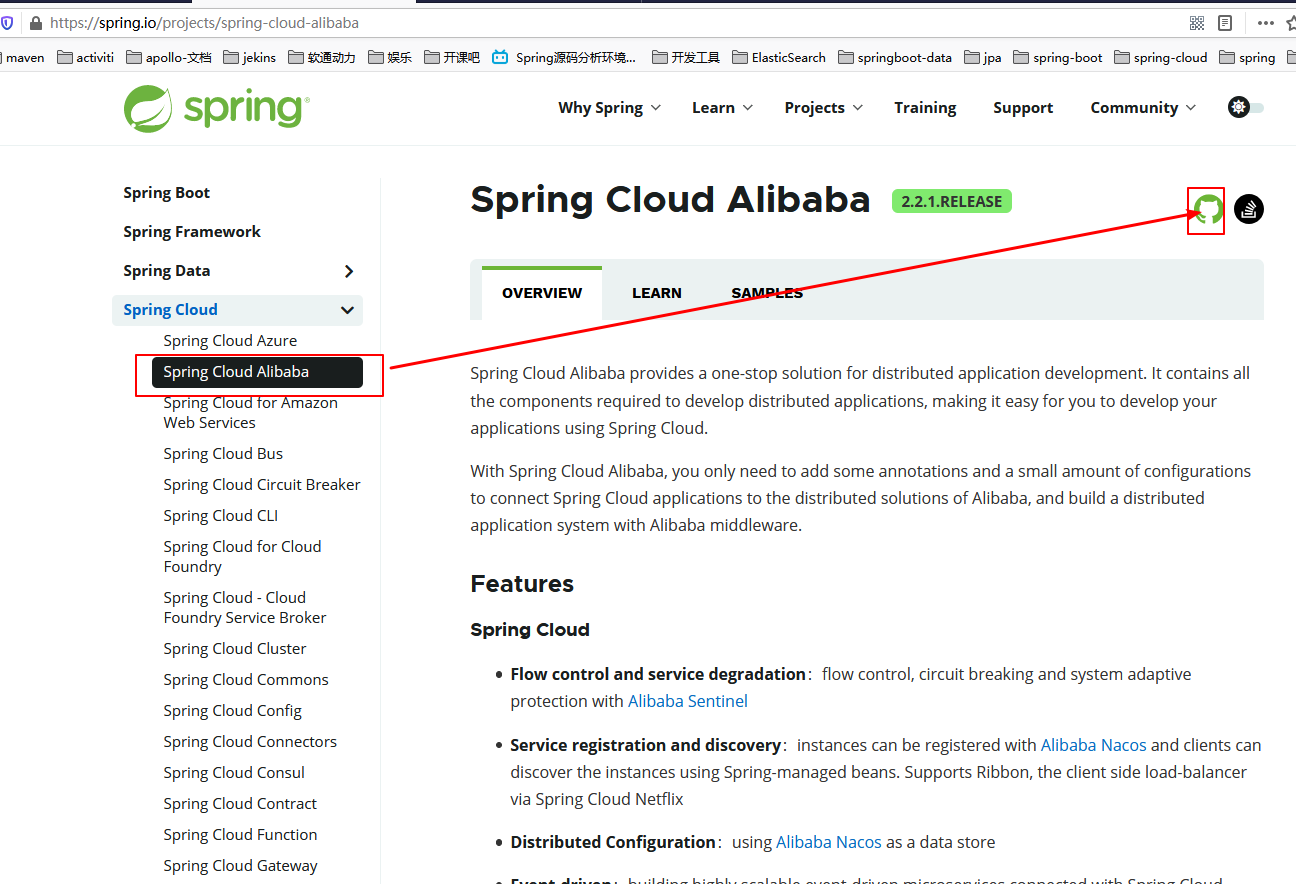 https://spring.io/projects/spring-cloud-alibaba
maven activiti apollo-文档 jekins 软通动力 娱乐 开课吧 Spring源码分析环境... 开发工具 ElasticSearch springboot-data jpa spring-boot spring-cloud spring
spring Why Spring Learn Projects Training Support Community
Spring Boot
Spring Framework
Spring Data
Spring Cloud
Spring Cloud Azure
Spring Cloud Alibaba
Spring Cloud for Amazon
Web Services
Spring Cloud Bus
Spring Cloud Circuit Breaker
Spring Cloud CLI
Spring Cloud for Cloud
Foundry
Spring Cloud - Cloud
Foundry Service Broker
Spring Cloud Cluster
Spring Cloud Commons
Spring Cloud Config
Spring Cloud Connectors
Spring Cloud Consul
Spring Cloud Contract
Spring Cloud Function
Spring Cloud Gateway
Spring Cloud Alibaba 2.2.1.RELEASE
OVERVIEW LEARN SAMPLES
Spring Cloud Alibaba provides a one-stop solution for distributed application development. It contains all
the components required to develop distributed applications, making it easy for you to develop your
applications using Spring Cloud.
With Spring Cloud Alibaba, you only need to add some annotations and a small amount of configurations
to connect Spring Cloud applications to the distributed solutions of Alibaba, and build a distributed
application system with Alibaba middleware.
Features
Spring Cloud
• Flow control and service degradation：flow control, circuit breaking and system adaptive
protection with Alibaba Sentinel
• Service registration and discovery：instances can be registered with Alibaba Nacos and clients can
discover the instances using Spring-managed beans. Supports Ribbon, the client side load-balancer
via Spring Cloud Netflix
• Distributed Configuration：using Alibaba Nacos as a data store
• Event-driven：building highly scalable event-driven microservices connected with Spring Cloud